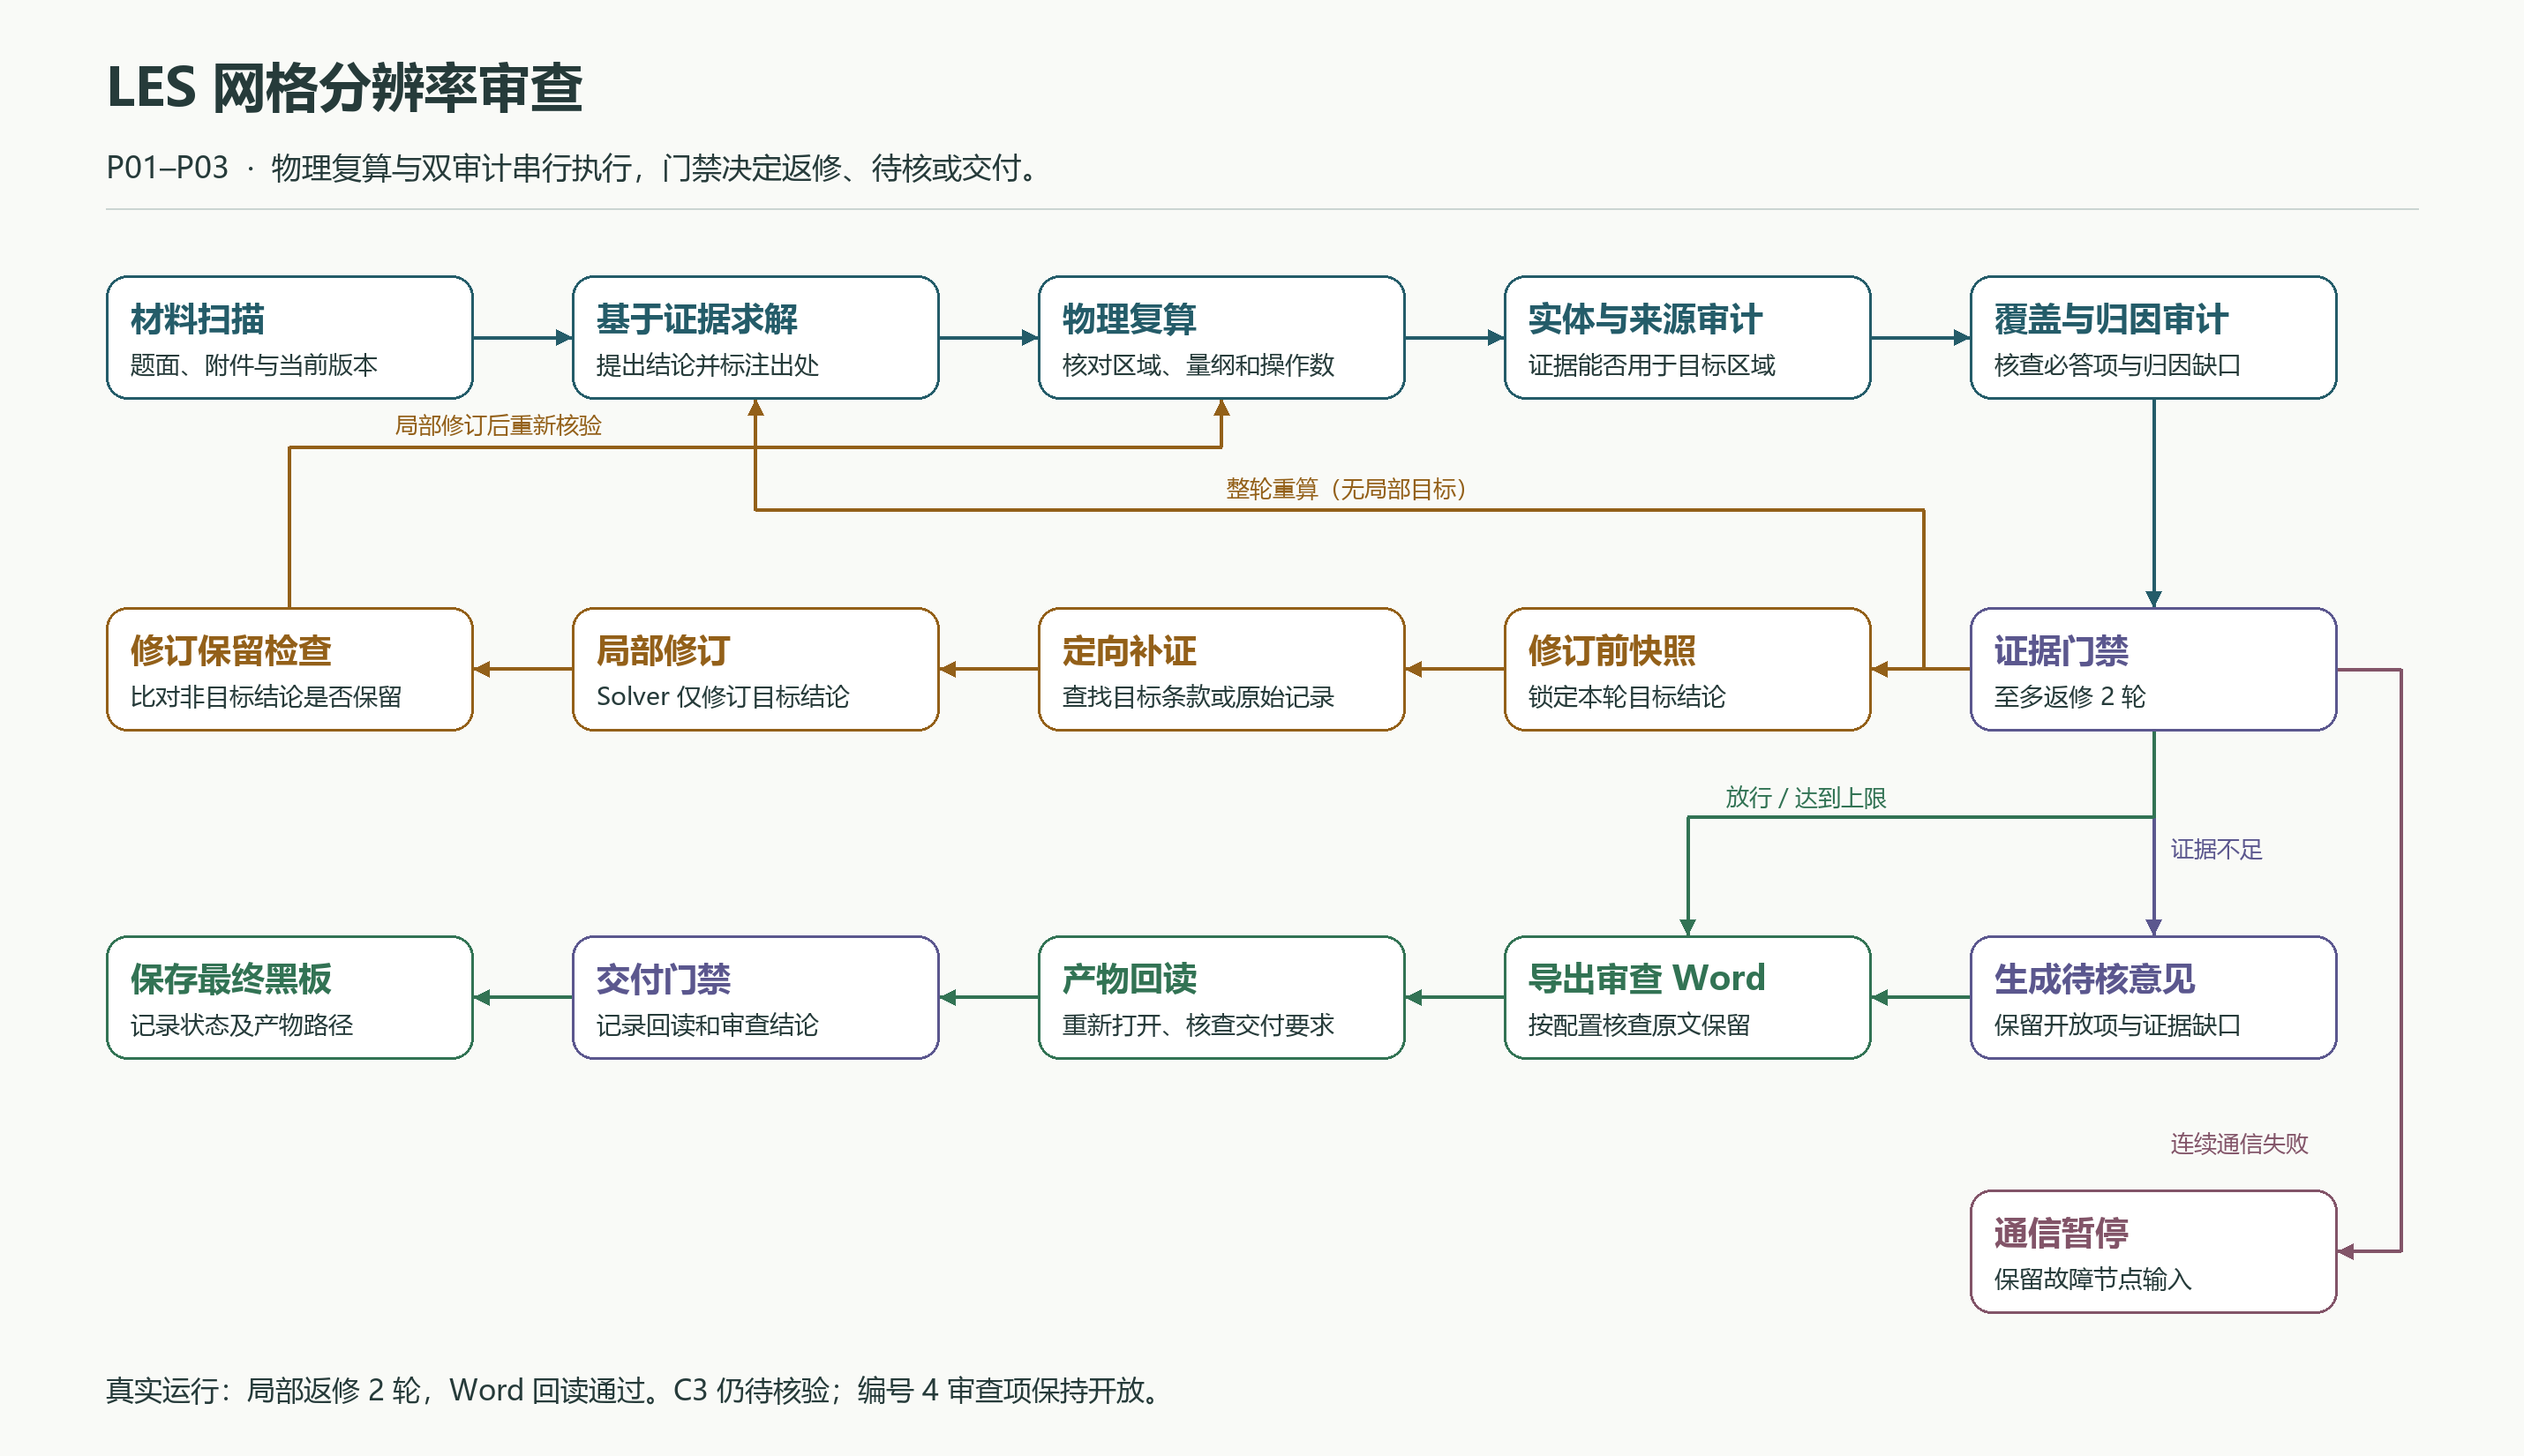 LES 网格分辨率审查
P01–P03 · 物理复算与双审计串行执行，门禁决定返修、待核或交付。
材料扫描
题面、附件与当前版本
基于证据求解
提出结论并标注出处
物理复算
核对区域、量纲和操作数
实体与来源审计
证据能否用于目标区域
覆盖与归因审计
核查必答项与归因缺口
局部修订后重新核验
整轮重算（无局部目标）
修订保留检查
比对非目标结论是否保留
局部修订
Solver 仅修订目标结论
定向补证
查找目标条款或原始记录
修订前快照
锁定本轮目标结论
证据门禁
至多返修 2 轮
放行 / 达到上限
证据不足
保存最终黑板
记录状态及产物路径
交付门禁
记录回读和审查结论
产物回读
重新打开、核查交付要求
导出审查 Word
按配置核查原文保留
生成待核意见
保留开放项与证据缺口
连续通信失败
通信暂停
保留故障节点输入
真实运行：局部返修 2 轮，Word 回读通过。C3 仍待核验；编号 4 审查项保持开放。